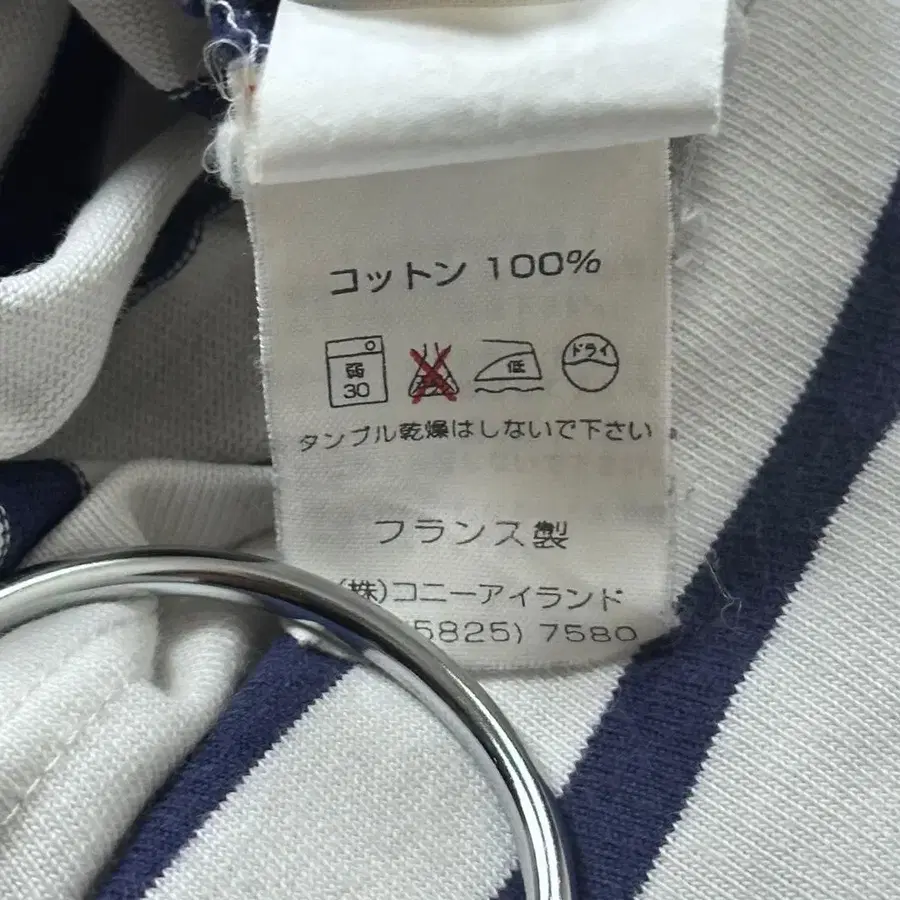 コットン 100%
弱 30 低 ドライ
タンブル乾燥はしないで下さい
フランス製
(株)コニーアイランド
5825) 7580